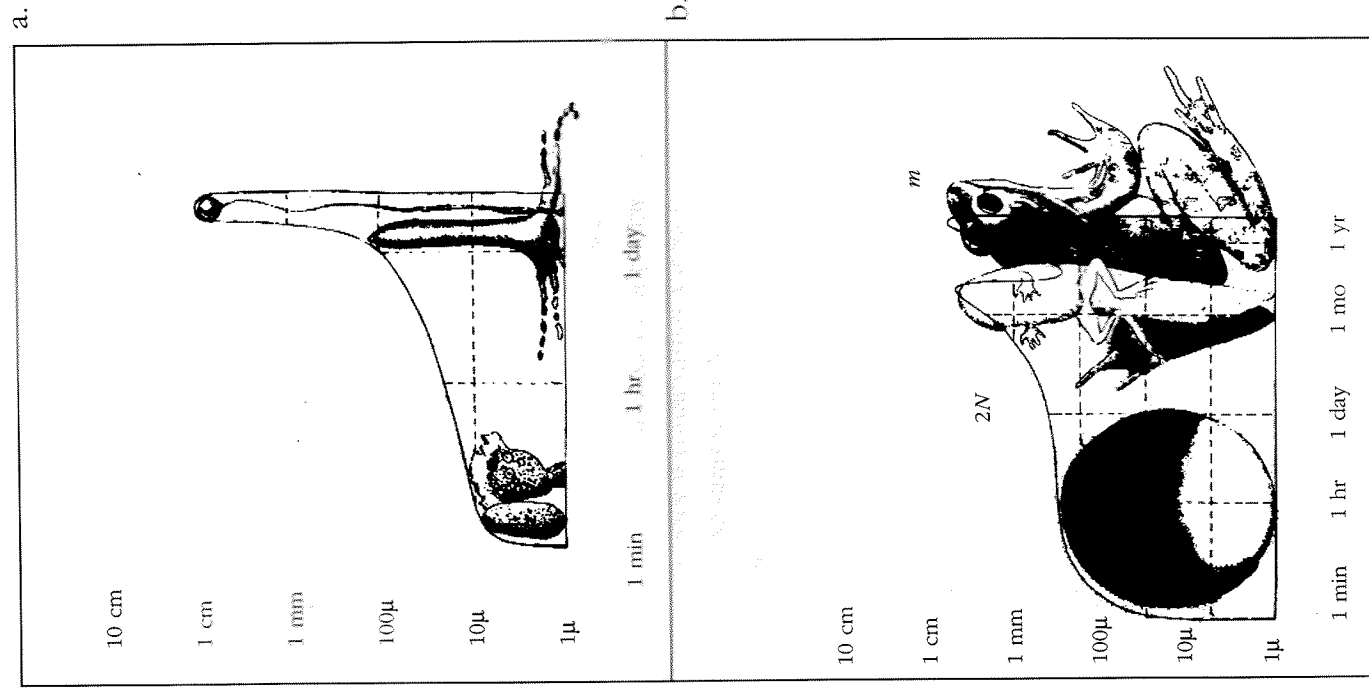 a.
10 cm
1 cm
1 mm
100μ
10μ
1μ
1 min
1 hr
1 day
b.
10 cm
1 cm
1 mm
100μ
10μ
1μ
2N
m
1 min
1 hr
1 day
1 mo
1 yr